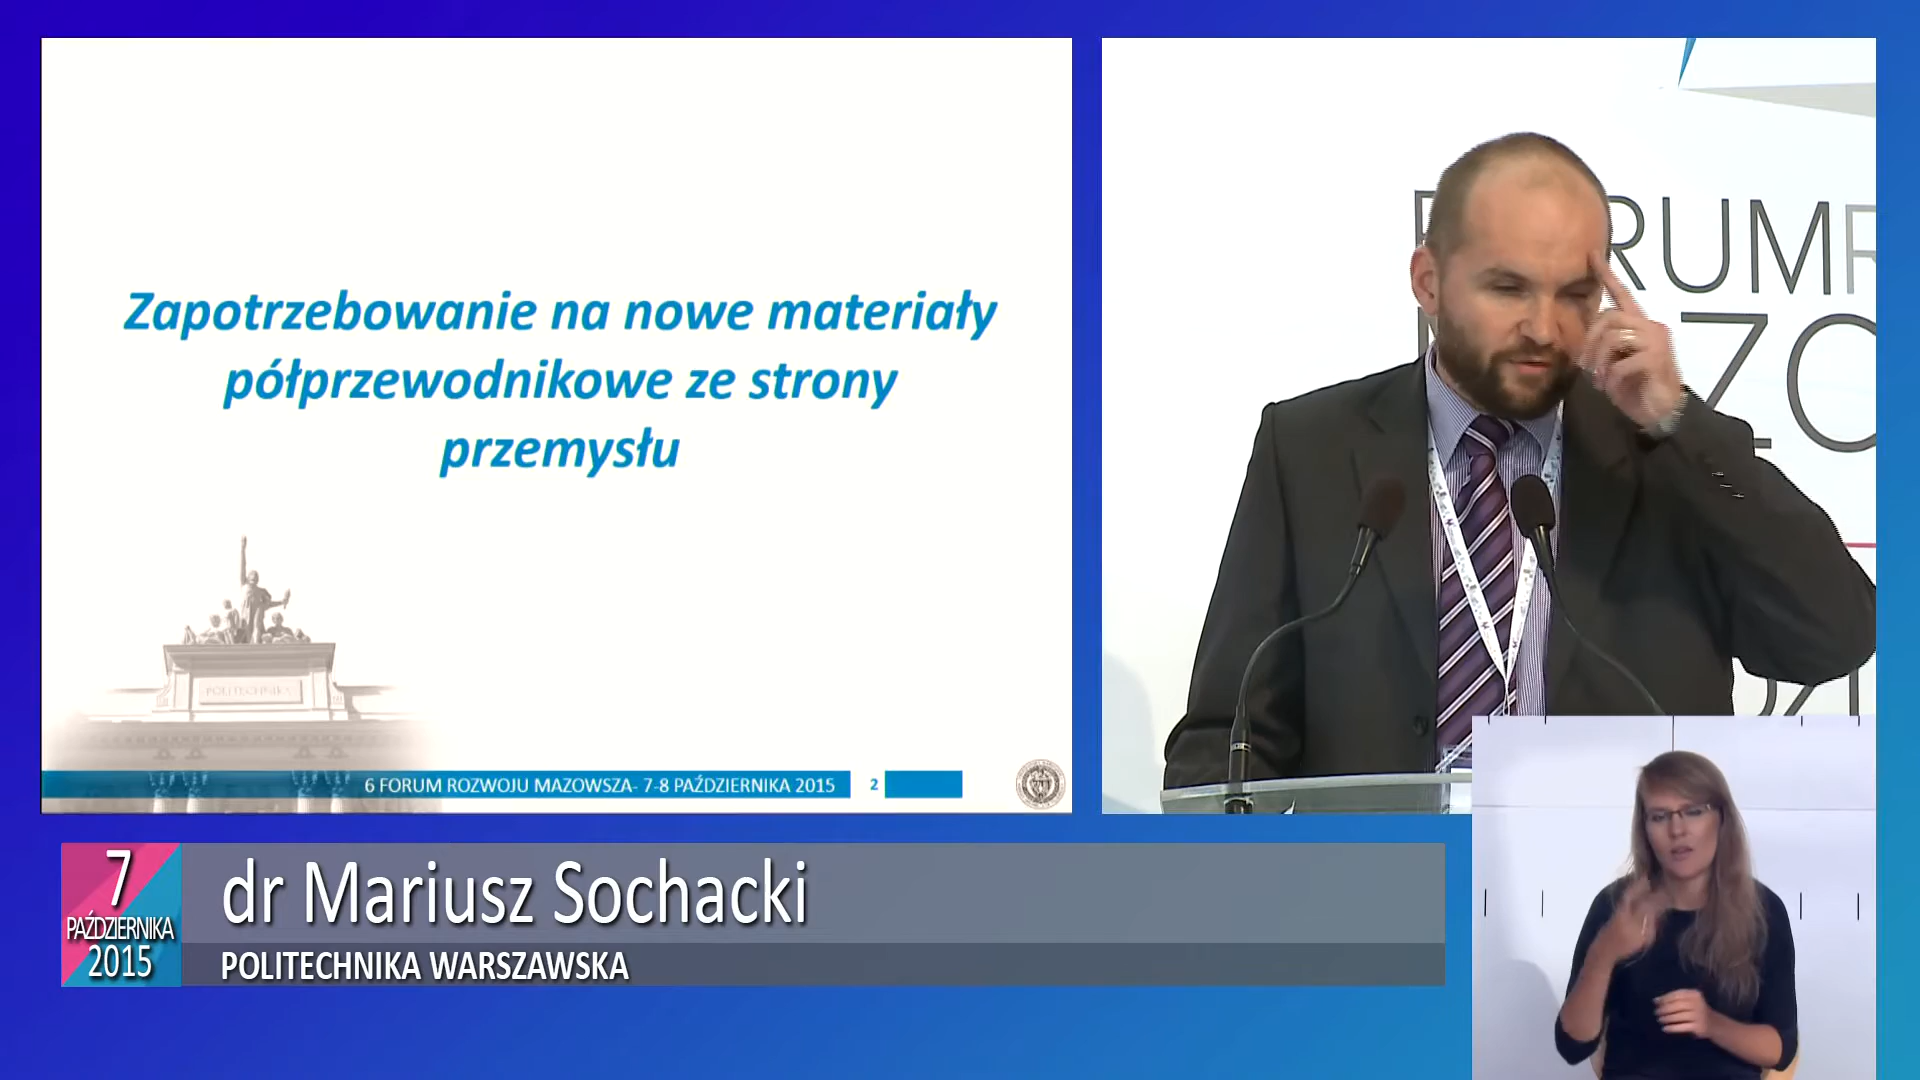 Zapotrzebowanie na nowe materiały
półprzewodnikowe ze strony
przemysłu
POLITECHNIKA
6 FORUM ROZWOJU MAZOWSZA- 7-8 PAŹDZIERNIKA 2015 2
7
PAŹDZIERNIKA
2015
dr Mariusz Sochacki
POLITECHNIKA WARSZAWSKA